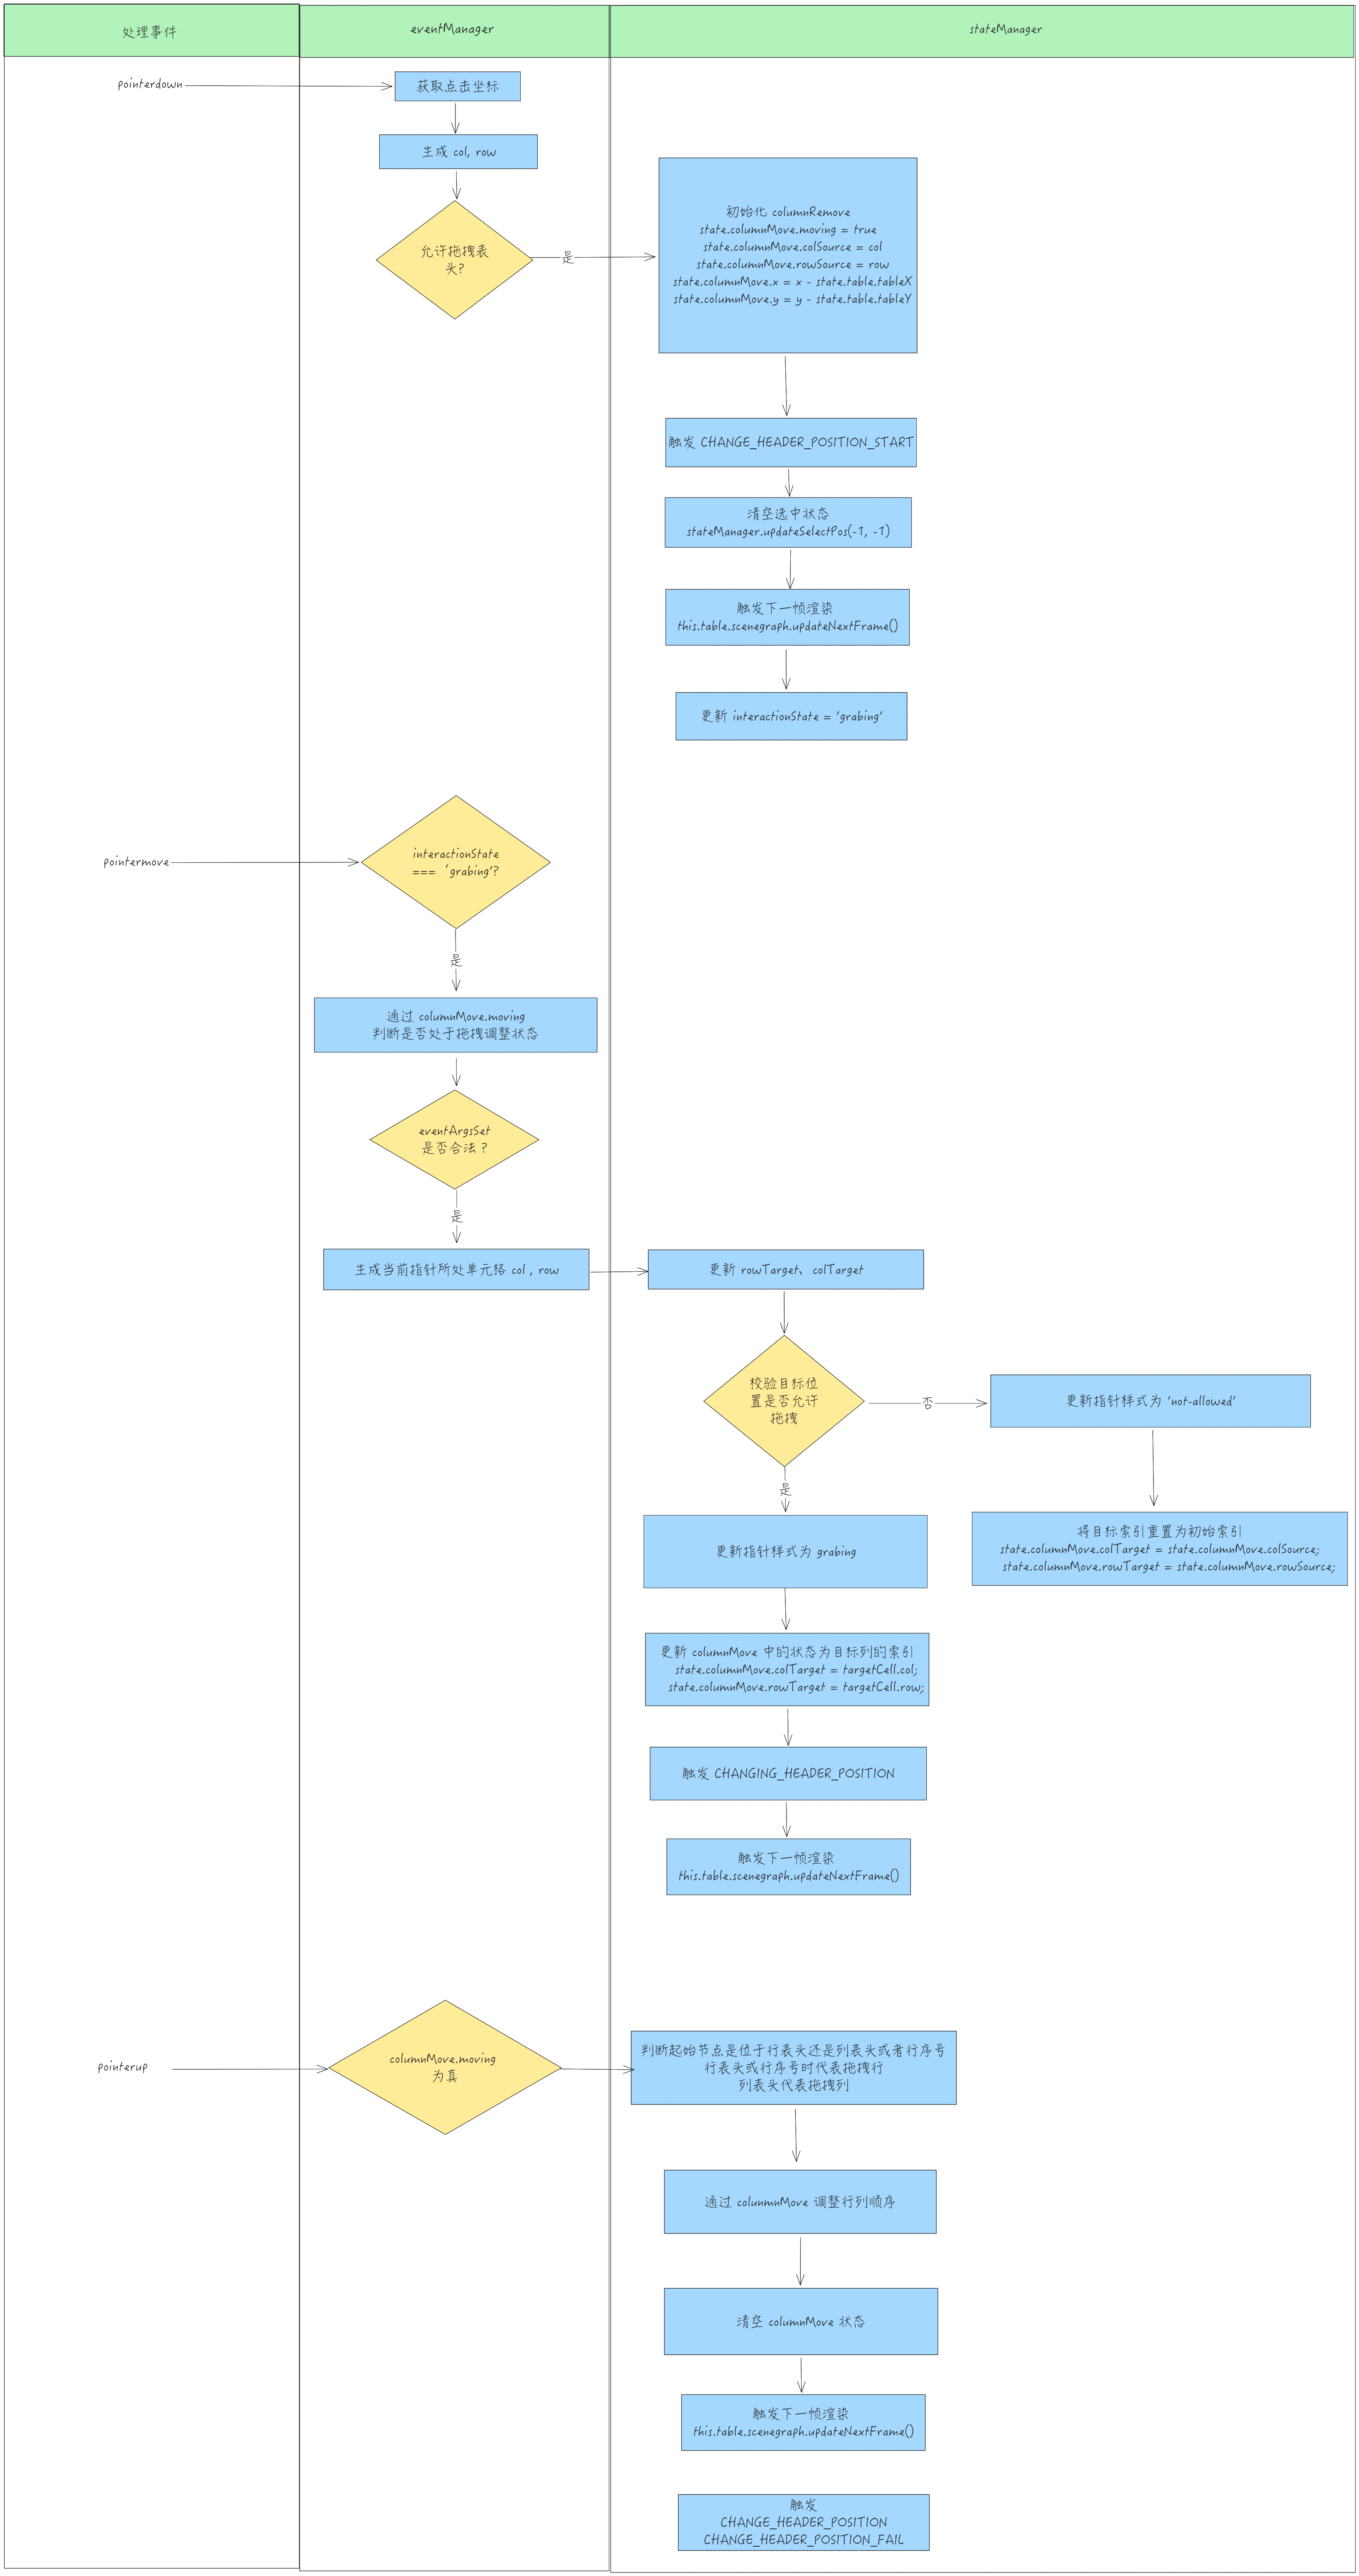 处理事件
eventManager
stateManager
pointerdown
获取点击坐标
生成 col, row
允许拖拽表
头?
是
初始化 columnRemove
state.columnMove.moving = true
state.columnMove.colSource = col
state.columnMove.rowSource = row
state.columnMove.x = x - state.table.tableX
state.columnMove.y = y - state.table.tableY
触发 CHANGE_HEADER_POSITION_START
清空选中状态
stateManager.updateSelectPos(-1, -1)
触发下一帧渲染
this.table.scenegraph.updateNextFrame()
更新 interactionState = 'grabing'
pointermove
interactionState
=== 'grabing'?
是
通过 columnMove.moving
判断是否处于拖拽调整状态
eventArgsSet
是否合法？
是
生成当前指针所处单元格 col , row
更新 rowTarget、colTarget
校验目标位
置是否允许
拖拽
否
更新指针样式为 'not-allowed'
将目标索引重置为初始索引
state.columnMove.colTarget = state.columnMove.colSource;
state.columnMove.rowTarget = state.columnMove.rowSource;
是
更新指针样式为 grabing
更新 columnMove 中的状态为目标列的索引
state.columnMove.colTarget = targetCell.col;
state.columnMove.rowTarget = targetCell.row;
触发 CHANGING_HEADER_POSITION
触发下一帧渲染
this.table.scenegraph.updateNextFrame()
pointerup
columnMove.moving
为真
判断起始节点是位于行表头还是列表头或者行序号
行表头或行序号时代表拖拽行
列表头代表拖拽列
通过 colunmnMove 调整行列顺序
清空 columnMove 状态
触发下一帧渲染
this.table.scenegraph.updateNextFrame()
触发
CHANGE_HEADER_POSITION
CHANGE_HEADER_POSITION_FAIL